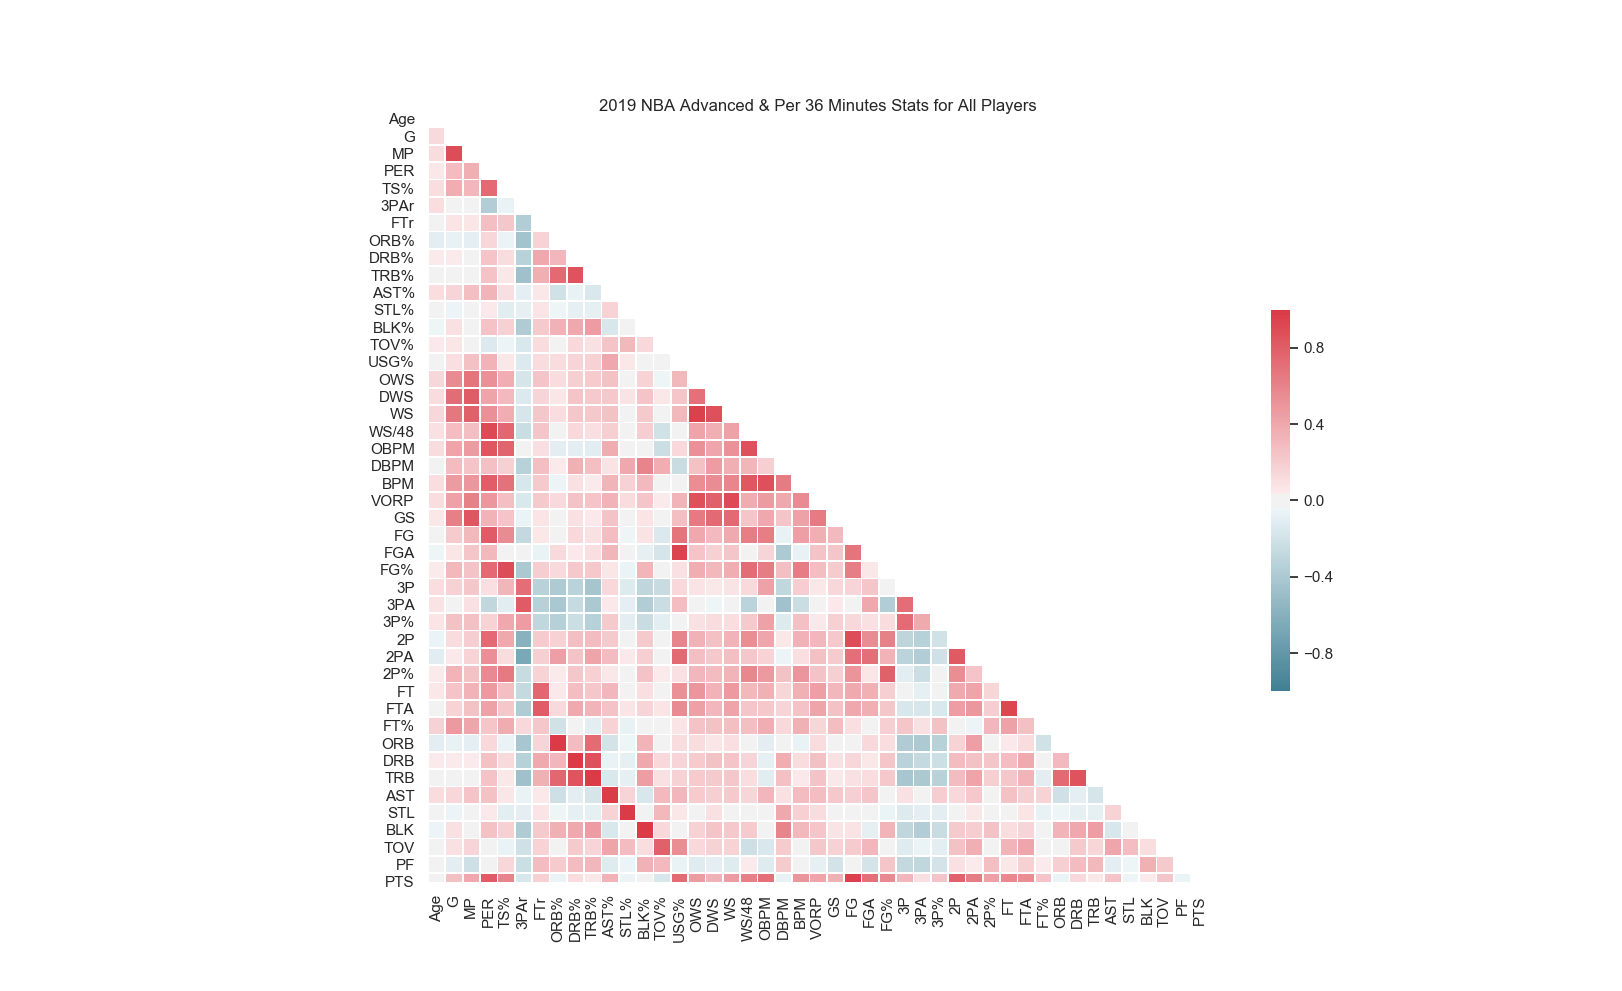 2019 NBA Advanced & Per 36 Minutes Stats for All Players
Age
G
MP
PER
TS%
3PAr
FTr
ORB%
DRB%
TRB%
AST%
STL%
BLK%
TOV%
USG%
OWS
DWS
WS
WS/48
OBPM
DBPM
BPM
VORP
GS
FG
FGA
FG%
3P
3PA
3P%
2P
2PA
2P%
FT
FTA
FT%
ORB
DRB
TRB
AST
STL
BLK
TOV
PF
PTS
Age G MP PER TS% 3PAr FTr ORB% DRB% TRB% AST% STL% BLK% TOV% USG% OWS DWS WS WS/48 OBPM DBPM BPM VORP GS FG FGA FG% 3P 3PA 3P% 2P 2PA 2P% FT FTA FT% ORB DRB TRB AST STL BLK TOV PF PTS
0.8
0.4
0.0
−0.4
−0.8